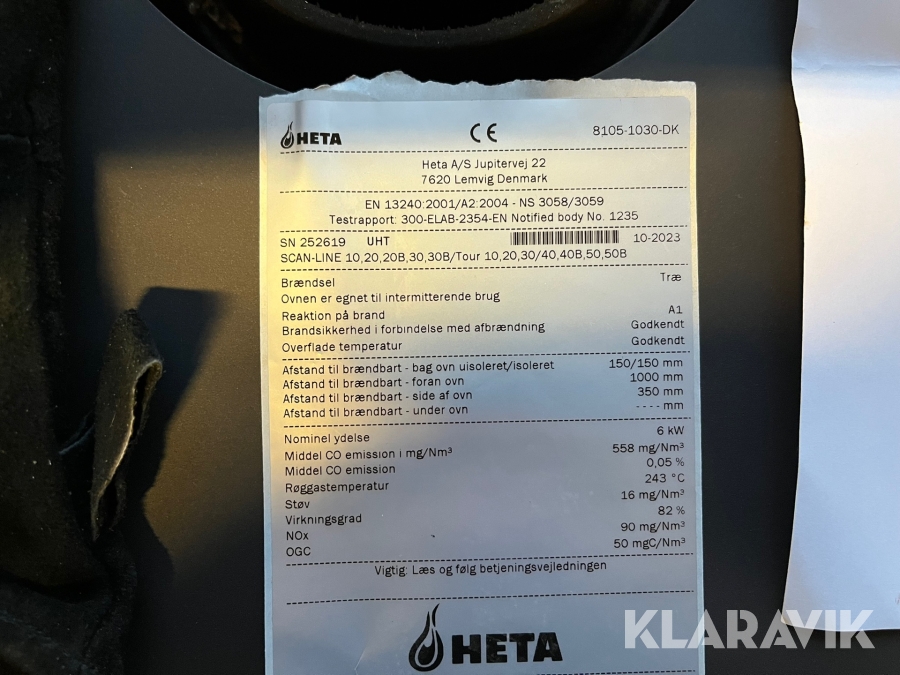 HETA
CE
8105-1030-DK
Heta A/S Jupitervej 22
7620 Lemvig Denmark
EN 13240:2001/A2:2004 - NS 3058/3059
Testrapport: 300-ELAB-2354-EN Notified body No. 1235
SN 252619 UHT 10-2023
SCAN-LINE 10,20,20B,30,30B/Tour 10,20,30/40,40B,50,50B
Brændsel Træ
Ovnen er egnet til intermitterende brug
Reaktion på brand A1
Brandsikkerhed i forbindelse med afbrændning Godkendt
Overflade temperatur Godkendt
Afstand til brændbart - bag ovn uisoleret/isoleret 150/150 mm
Afstand til brændbart - foran ovn 1000 mm
Afstand til brændbart - side af ovn 350 mm
Afstand til brændbart - under ovn ---- mm
Nominel ydelse 6 kW
Middel CO emission i mg/Nm³ 558 mg/Nm³
Middel CO emission 0,05 %
Røggastemperatur 243 °C
Støv 16 mg/Nm³
Virkningsgrad 82 %
NOx 90 mg/Nm³
OGC 50 mgC/Nm³
Vigtig: Læs og følg betjeningsvejledningen
HETA
KLARAVIK